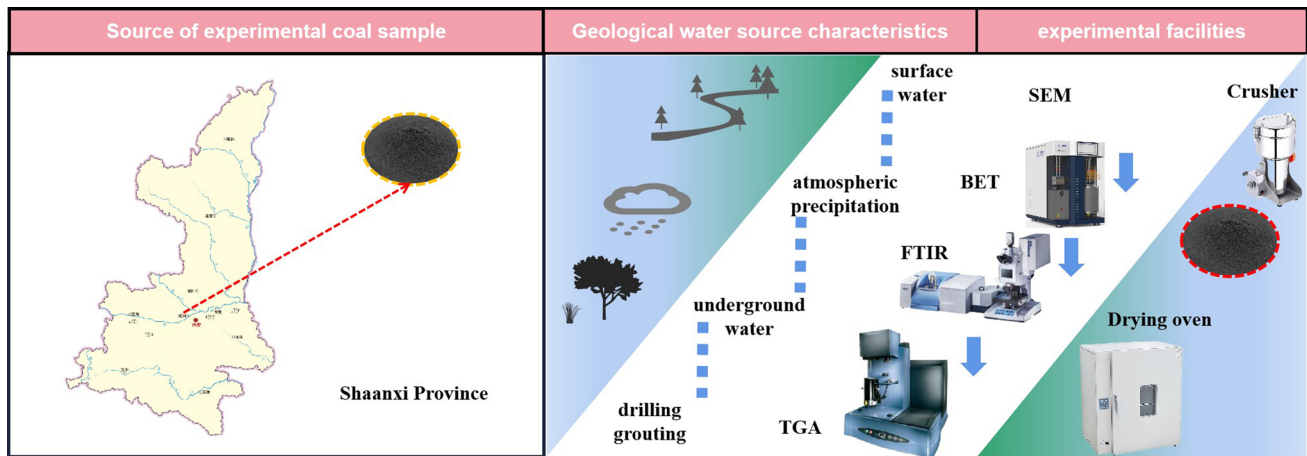 Source of experimental coal sample
Geological water source characteristics
experimental facilities
Shaanxi Province
surface
water
atmospheric
precipitation
underground
water
drilling
grouting
SEM
BET
FTIR
TGA
Crusher
Drying oven